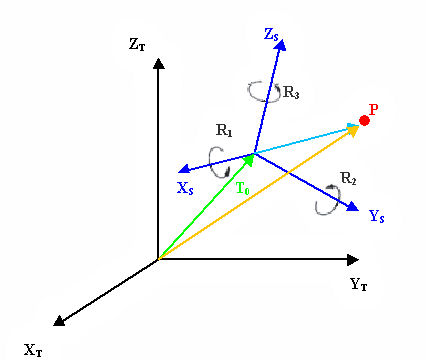 Z_S
Z_T
R_3
P
R_1
R_2
X_S
T_0
Y_S
Y_T
X_T